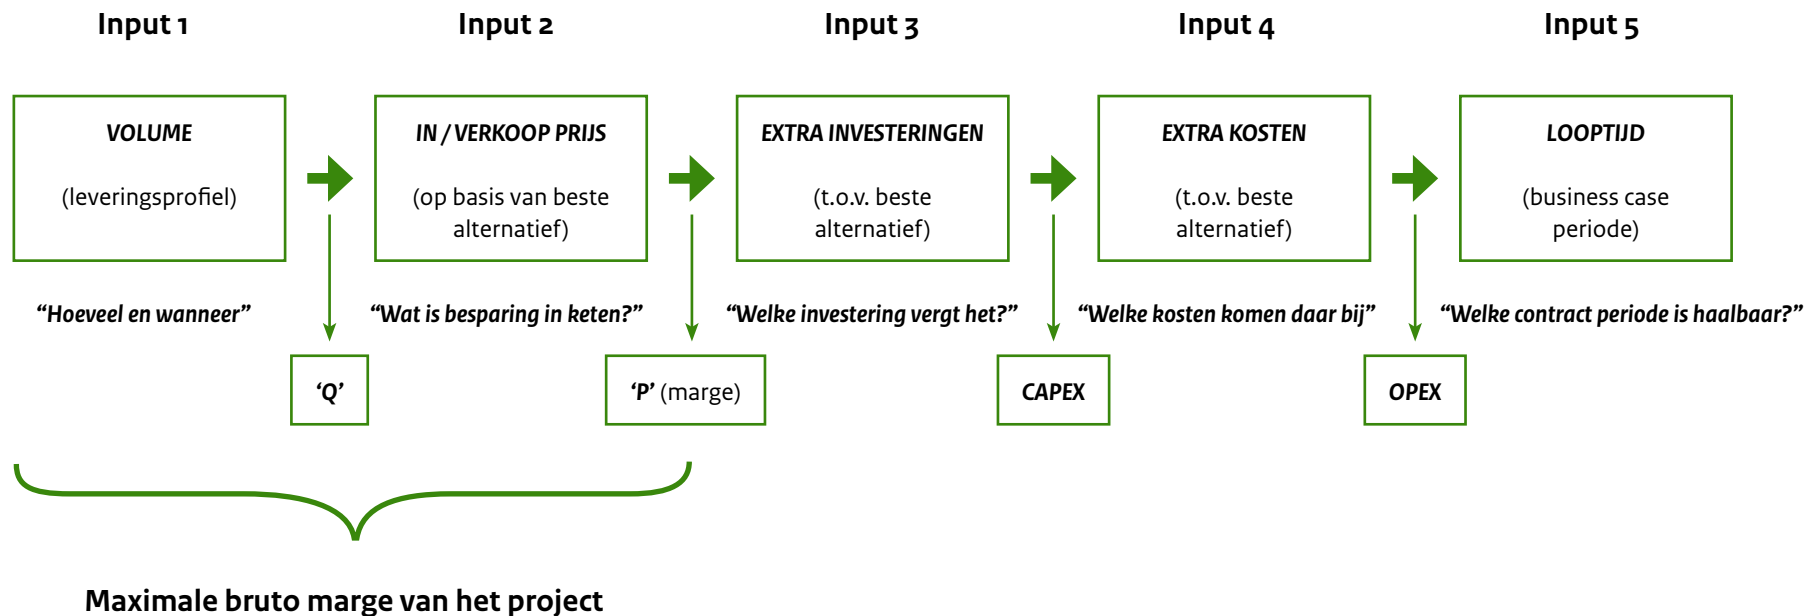 Input 1
Input 2
Input 3
Input 4
Input 5
VOLUME
(leveringsprofiel)
IN / VERKOOP PRIJS
(op basis van beste
alternatief)
EXTRA INVESTERINGEN
(t.o.v. beste
alternatief)
EXTRA KOSTEN
(t.o.v. beste
alternatief)
LOOPTIJD
(business case
periode)
“Hoeveel en wanneer”
“Wat is besparing in keten?”
“Welke investering vergt het?”
“Welke kosten komen daar bij”
“Welke contract periode is haalbaar?”
‘Q’
‘P’ (marge)
CAPEX
OPEX
Maximale bruto marge van het project